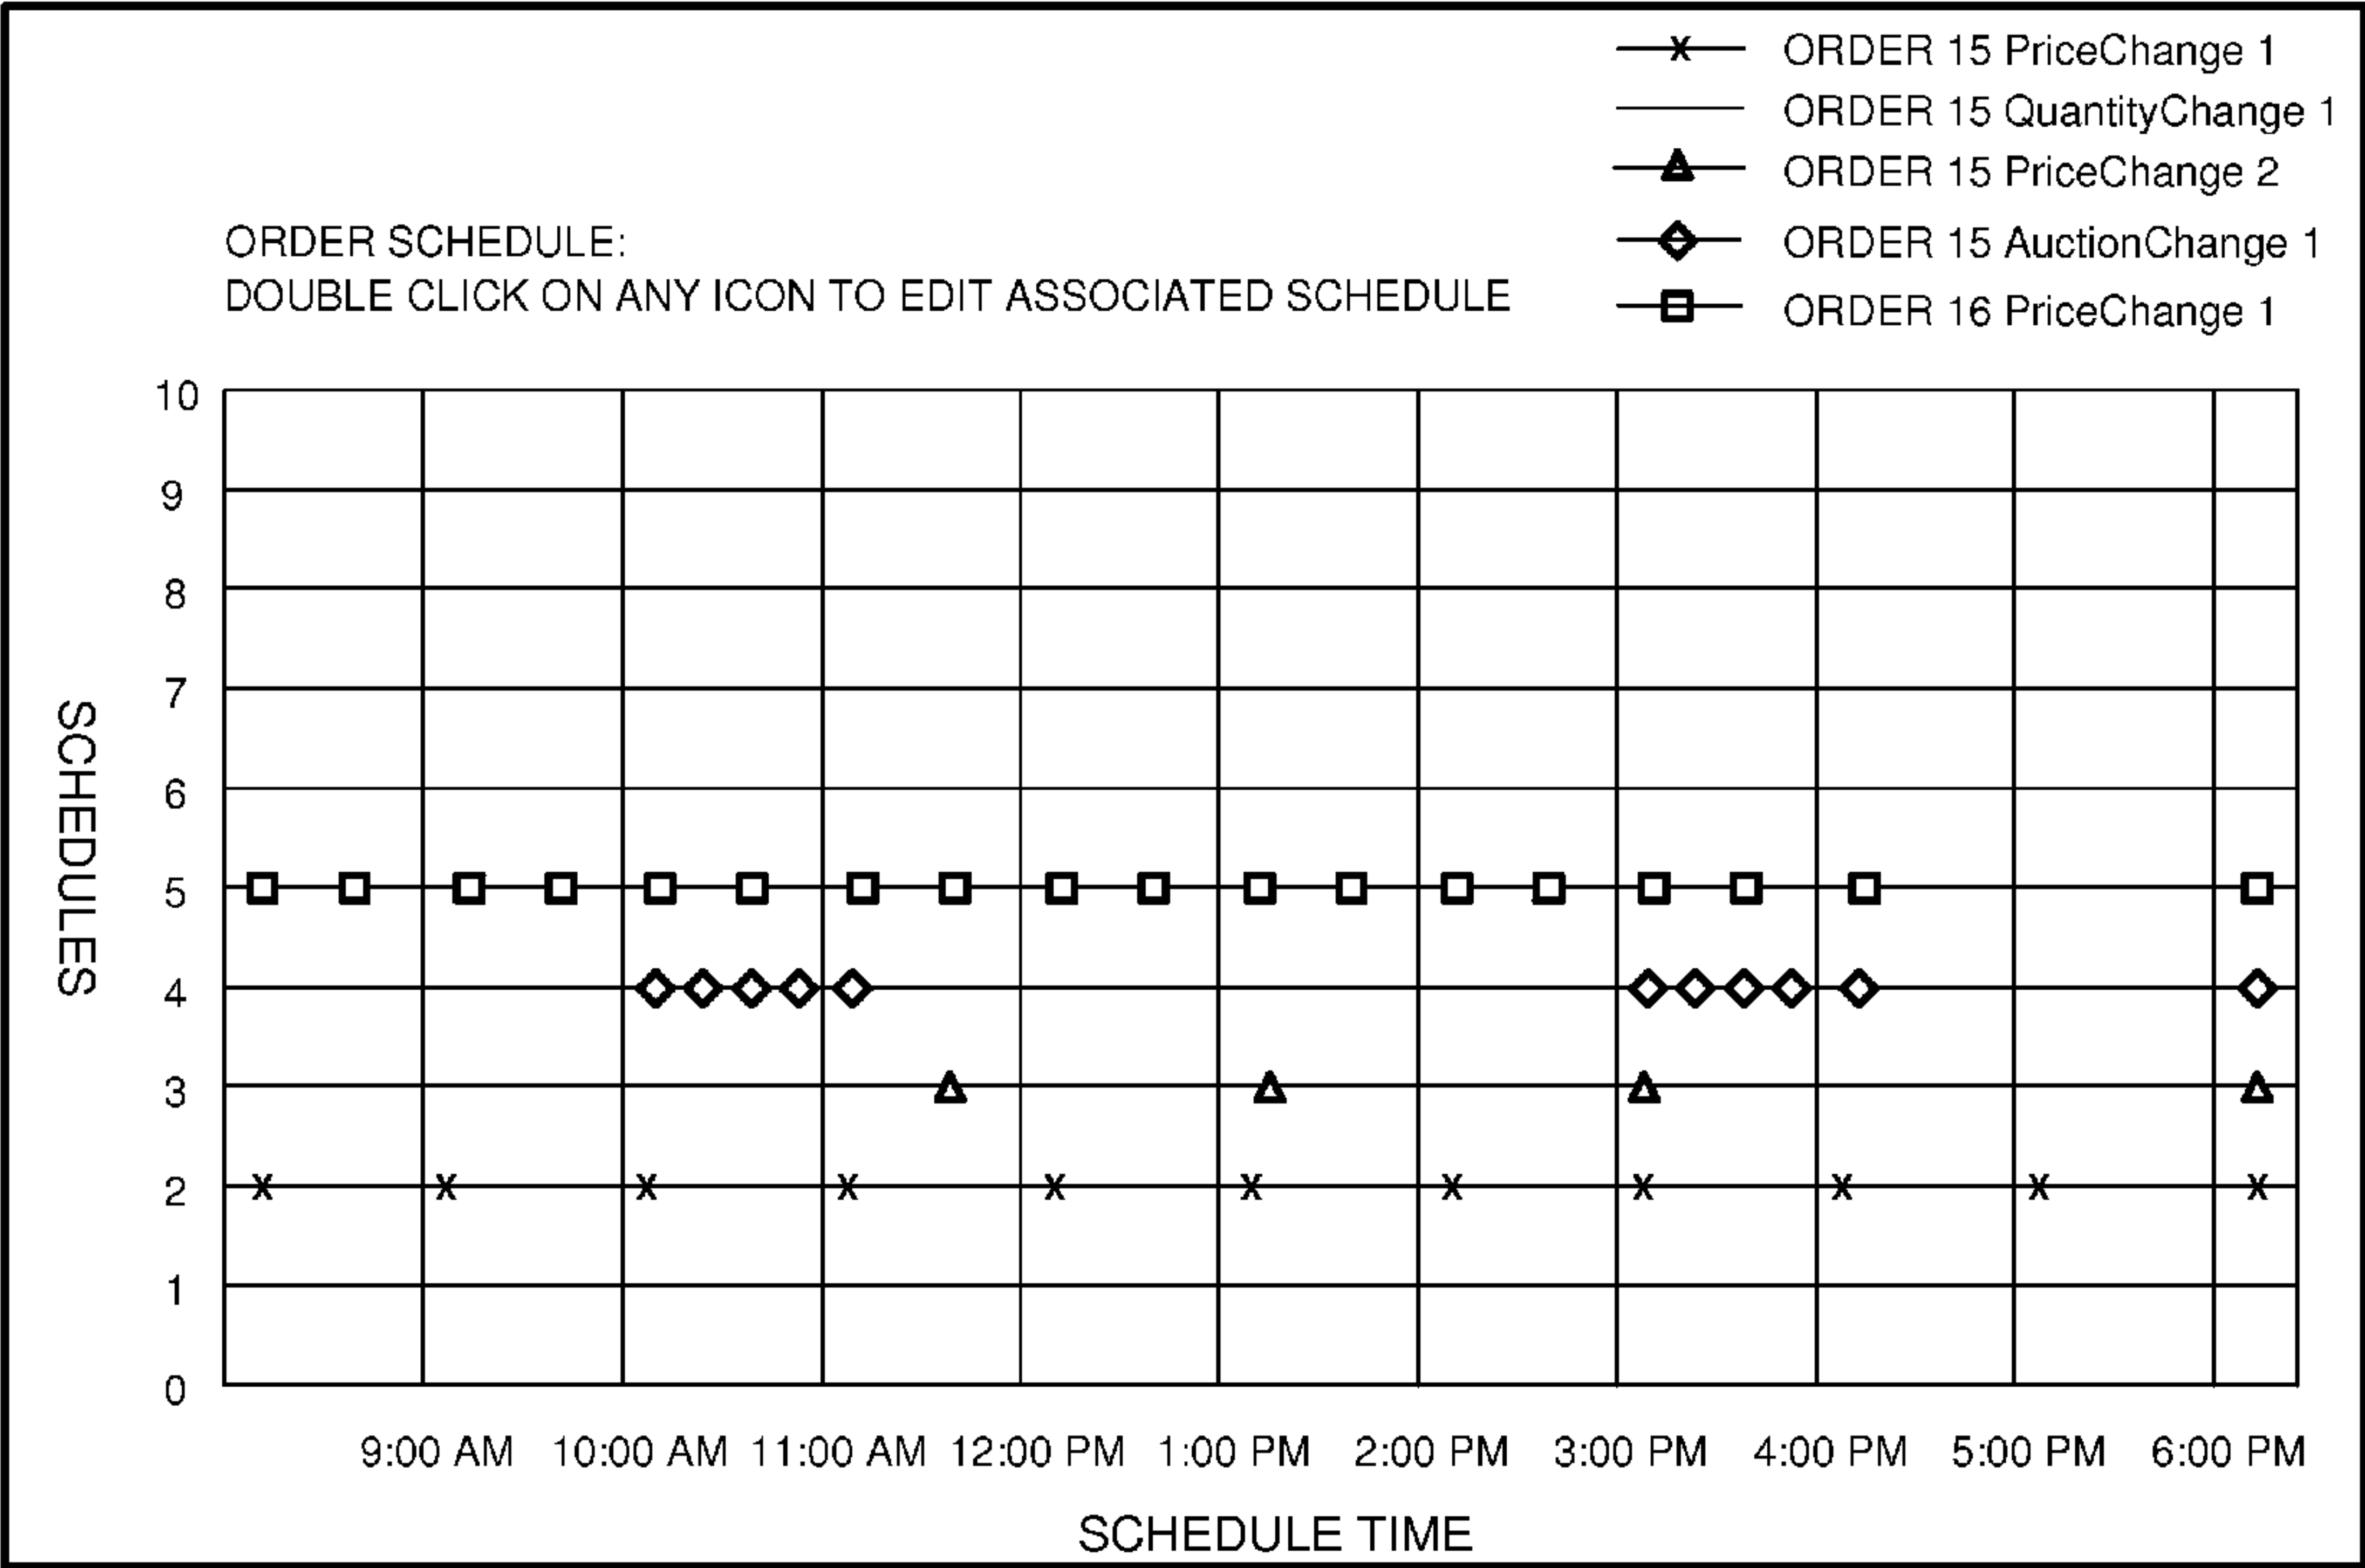 ORDER 15 PriceChange 1
ORDER 15 QuantityChange 1
ORDER 15 PriceChange 2
ORDER 15 AuctionChange 1
ORDER 16 PriceChange 1
ORDER SCHEDULE:
DOUBLE CLICK ON ANY ICON TO EDIT ASSOCIATED SCHEDULE
SCHEDULES
10
9
8
7
6
5
4
3
2
1
0
9:00 AM 10:00 AM 11:00 AM 12:00 PM 1:00 PM 2:00 PM 3:00 PM 4:00 PM 5:00 PM 6:00 PM
SCHEDULE TIME